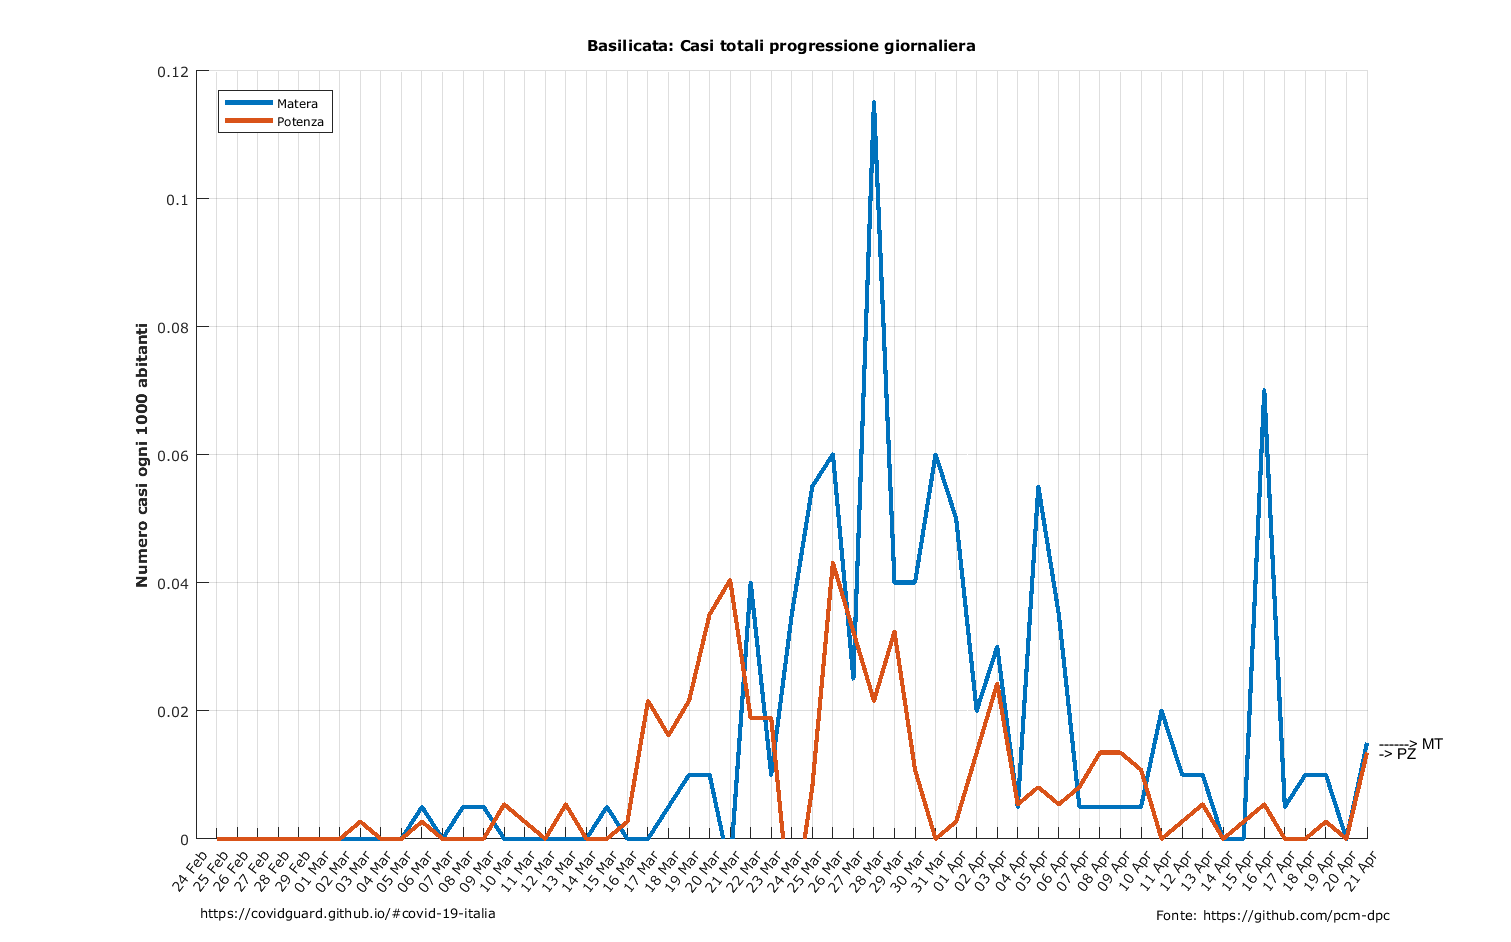 Basilicata: Casi totali progressione giornaliera
0.12
0.1
0.08
0.06
0.04
0.02
0
Numero casi ogni 1000 abitanti
Matera
Potenza
------> MT
-> PZ
24 Feb
25 Feb
26 Feb
27 Feb
28 Feb
29 Feb
01 Mar
02 Mar
03 Mar
04 Mar
05 Mar
06 Mar
07 Mar
08 Mar
09 Mar
10 Mar
11 Mar
12 Mar
13 Mar
14 Mar
15 Mar
16 Mar
17 Mar
18 Mar
19 Mar
20 Mar
21 Mar
22 Mar
23 Mar
24 Mar
25 Mar
26 Mar
27 Mar
28 Mar
29 Mar
30 Mar
31 Mar
01 Apr
02 Apr
03 Apr
04 Apr
05 Apr
06 Apr
07 Apr
08 Apr
09 Apr
10 Apr
11 Apr
12 Apr
13 Apr
14 Apr
15 Apr
16 Apr
17 Apr
18 Apr
19 Apr
20 Apr
21 Apr
https://covidguard.github.io/#covid-19-italia
Fonte: https://github.com/pcm-dpc